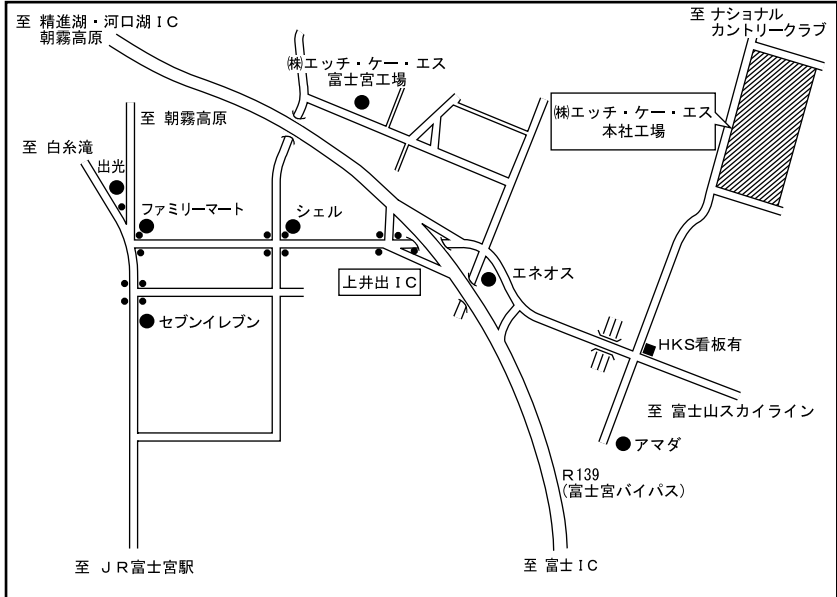 至 精進湖・河口湖ＩＣ
朝霧高原
至 ナショナル
カントリークラブ
㈱エッチ・ケー・エス
富士宮工場
㈱エッチ・ケー・エス
本社工場
至 朝霧高原
至 白糸滝
出光
ファミリーマート
シェル
上井出ＩＣ
エネオス
セブンイレブン
ＨＫＳ看板有
至 富士山スカイライン
アマダ
Ｒ139
(富士宮バイパス)
至 ＪＲ富士宮駅
至 富士ＩＣ